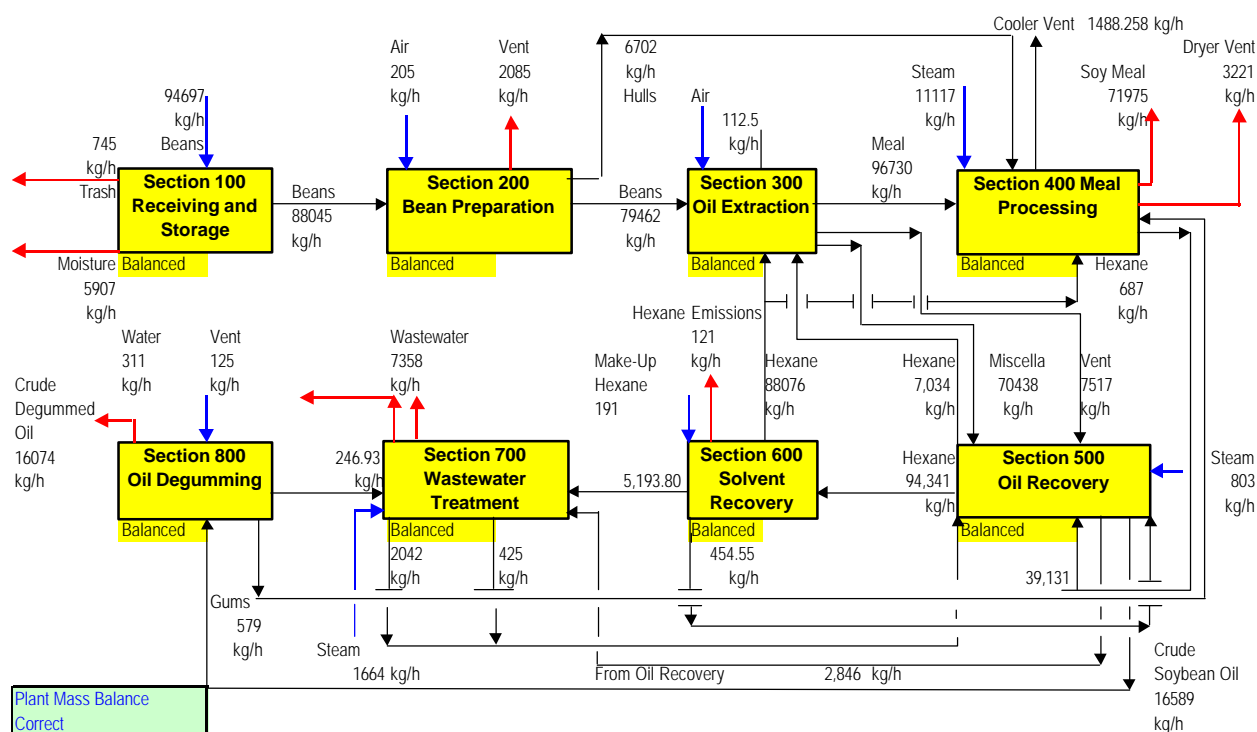 Cooler Vent 1488.258 kg/h
Air
205
kg/h
Vent
2085
kg/h
6702
kg/h
Hulls
Dryer Vent
3221
kg/h
Steam
11117
kg/h
Soy Meal
71975
kg/h
94697
kg/h
Beans
Air
112.5
kg/h
745
kg/h
Trash
Meal
96730
kg/h
Section 100
Receiving and
Storage
Balanced
Beans
88045
kg/h
Section 200
Bean Preparation
Balanced
Beans
79462
kg/h
Section 300
Oil Extraction
Balanced
Section 400 Meal
Processing
Balanced
Moisture
5907
kg/h
Hexane
687
kg/h
Water
311
kg/h
Vent
125
kg/h
Wastewater
7358
kg/h
Hexane Emissions
121
kg/h
Make-Up
Hexane
191
Hexane
88076
kg/h
Hexane
7,034
kg/h
Miscella
70438
kg/h
Vent
7517
kg/h
Crude
Degummed
Oil
16074
kg/h
Section 800
Oil Degumming
Balanced
246.93
kg/h
Section 700
Wastewater
Treatment
Balanced
5,193.80
Section 600
Solvent
Recovery
Balanced
Hexane
94,341
kg/h
Section 500
Oil Recovery
Balanced
Steam
803
kg/h
2042
kg/h
425
kg/h
454.55
kg/h
39,131
Gums
579
kg/h
Steam
1664 kg/h
From Oil Recovery
2,846 kg/h
Crude
Soybean Oil
16589
kg/h
Plant Mass Balance
Correct